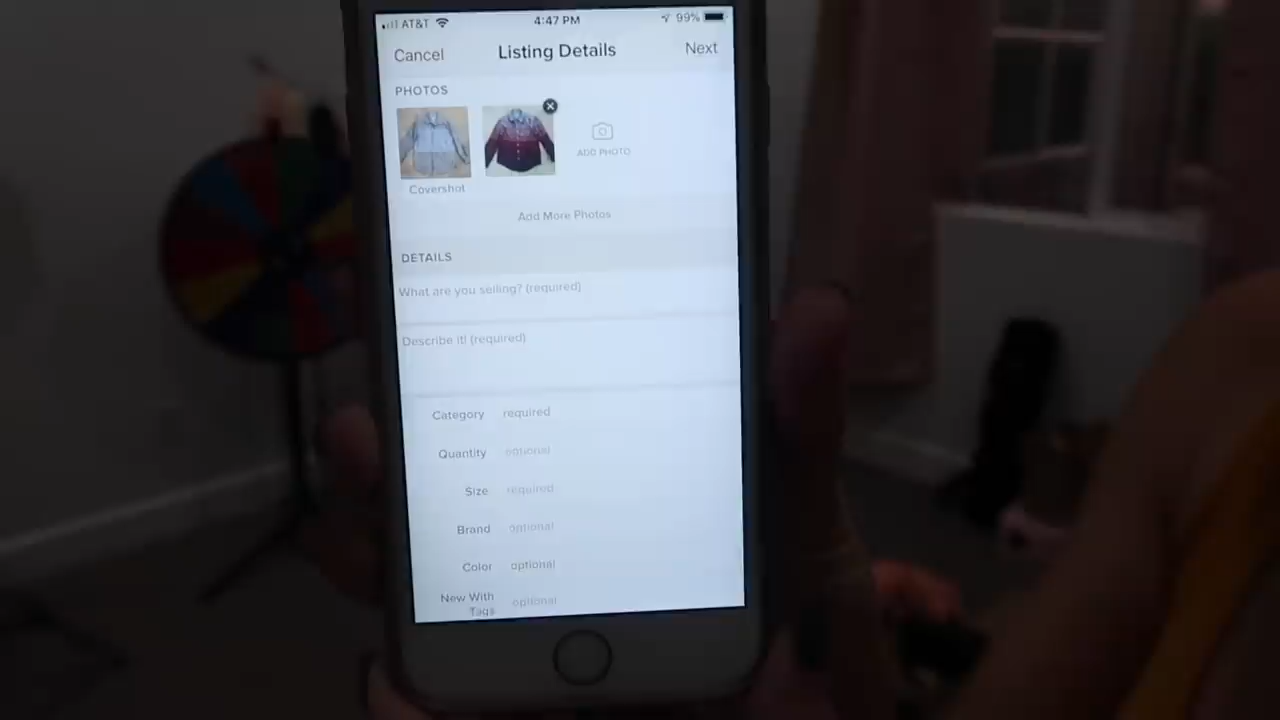 AT&T 4:47 PM 99%
Cancel Listing Details Next
PHOTOS
ADD PHOTO
Covershot
Add More Photos
DETAILS
What are you selling? (required)
Describe it! (required)
Category required
Quantity optional
Size required
Brand optional
Color optional
New With
Tags optional